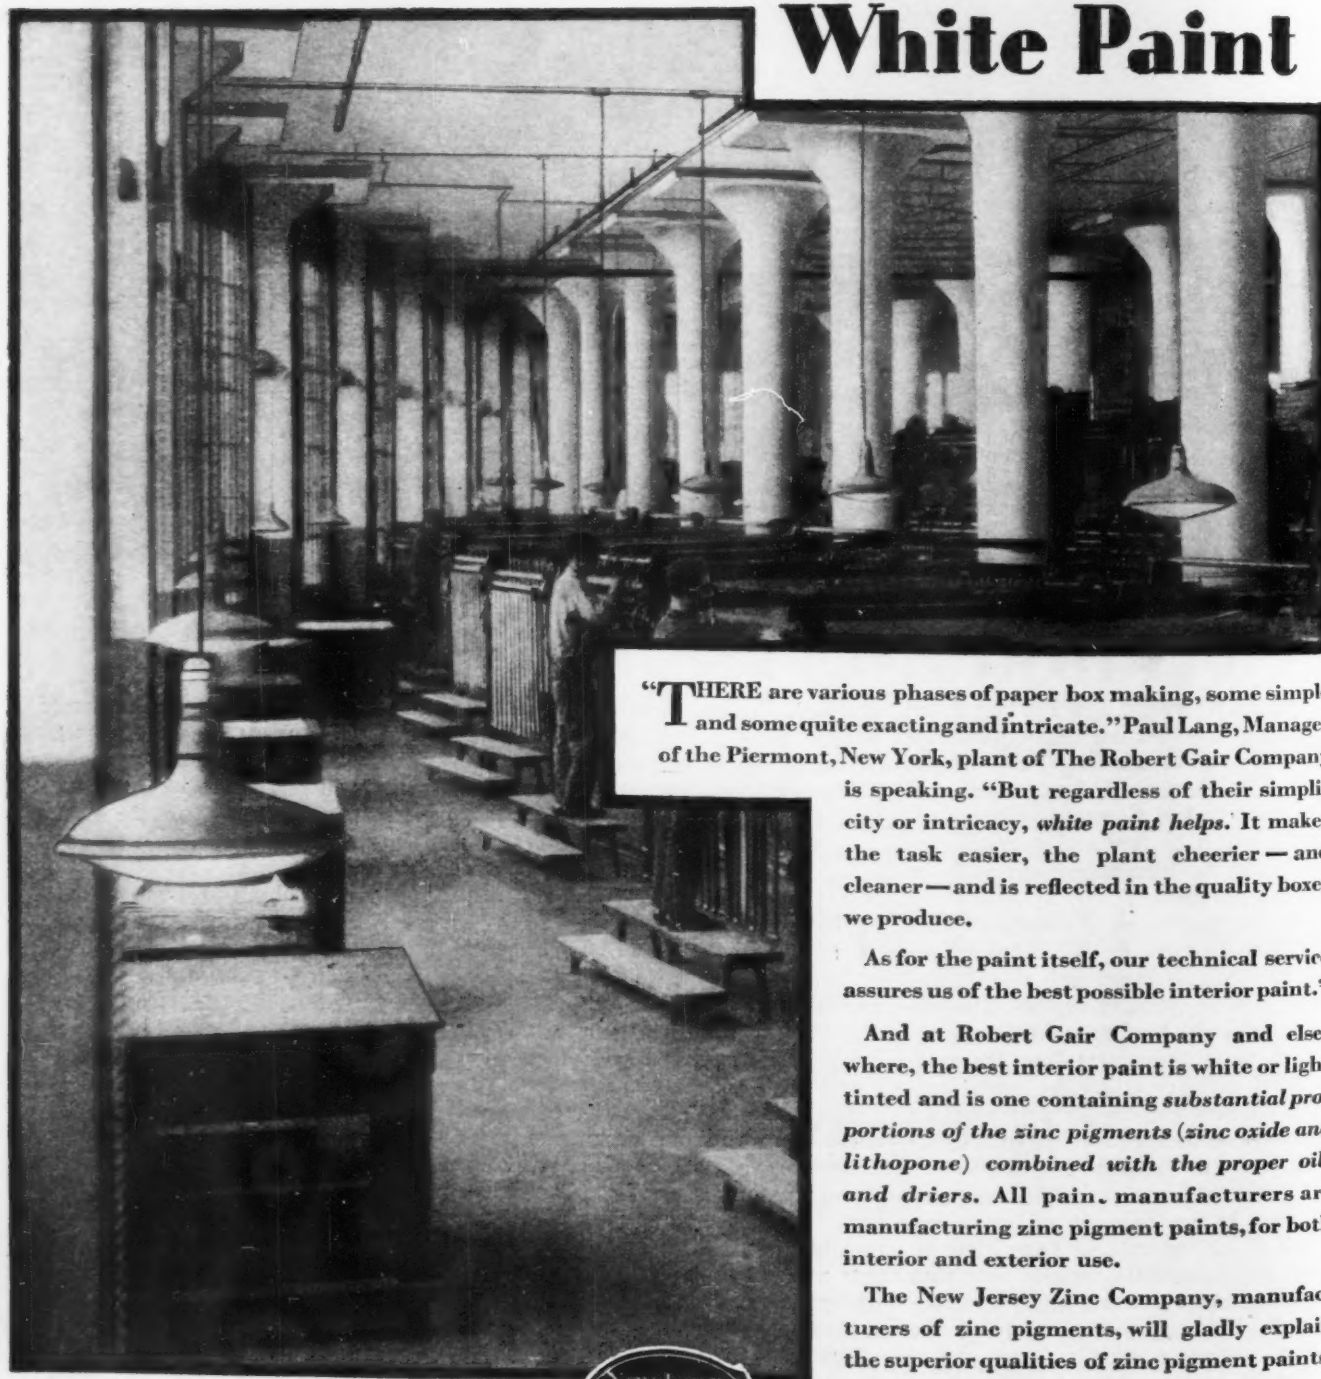 White Paint
“THERE are various phases of paper box making, some simpl
and some quite exacting and intricate.” Paul Lang, Manage
of the Piermont, New York, plant of The Robert Gair Company
is speaking. “But regardless of their simpli
city or intricacy, white paint helps. It make
the task easier, the plant cheerier — and
cleaner — and is reflected in the quality boxe
we produce.
As for the paint itself, our technical servic
assures us of the best possible interior paint.”
And at Robert Gair Company and else
where, the best interior paint is white or ligh
tinted and is one containing substantial pro
portions of the zinc pigments (zinc oxide an
lithopone) combined with the proper oil
and driers. All pain. manufacturers ar
manufacturing zinc pigment paints, for bot
interior and exterior use.
The New Jersey Zinc Company, manufac
turers of zinc pigments, will gladly explai
the superior qualities of zinc pigment paints